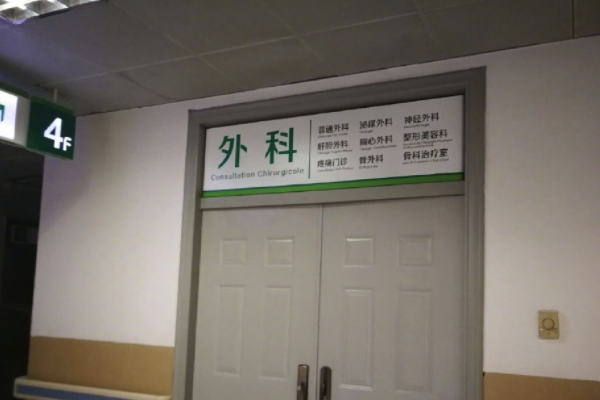 4F
外科
Consultation Chirurgicale
普通外科 泌尿外科 神经外科
肝胆外科 胸心外科 整形美容科
疼痛门诊 骨外科 骨科治疗室